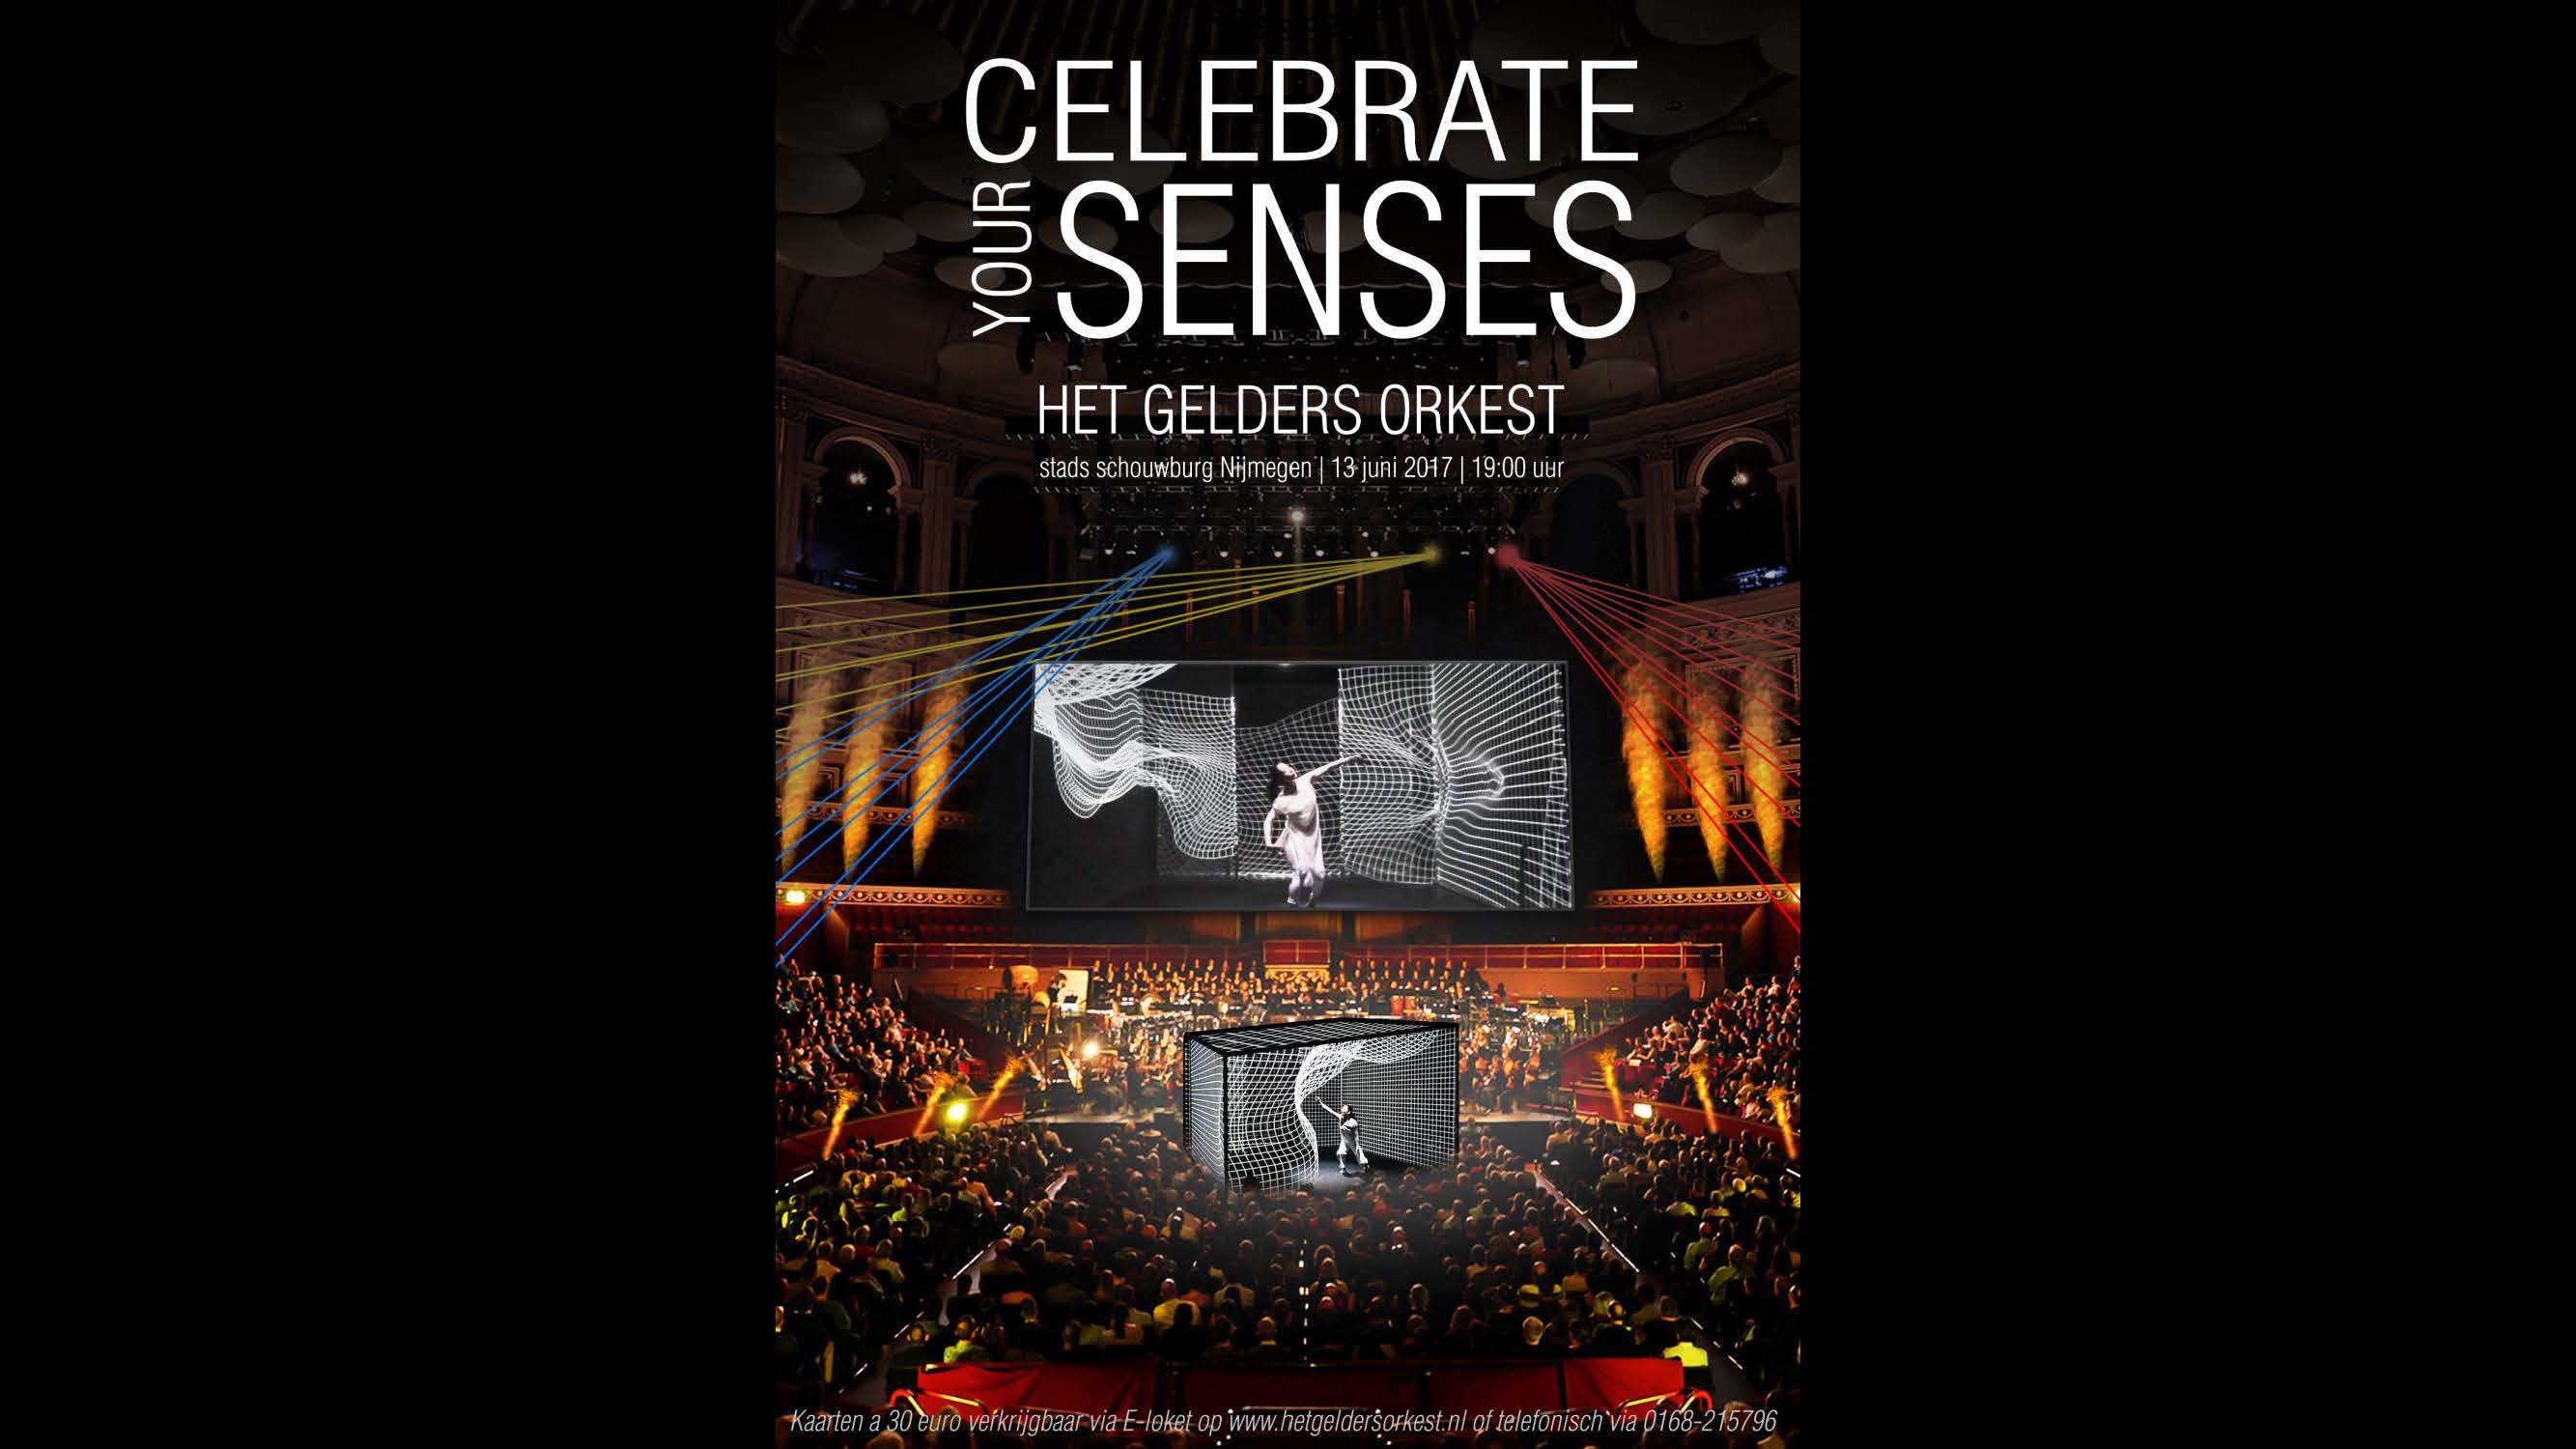 CELEBRATE
YOUR SENSES
HET GELDERS ORKEST
stads schouwburg Nijmegen | 13 juni 2017 | 19:00 uur
Kaarten a 30 euro verkrijgbaar via E-loket op www.hetgeldersorkest.nl of telefonisch via 0168-215796